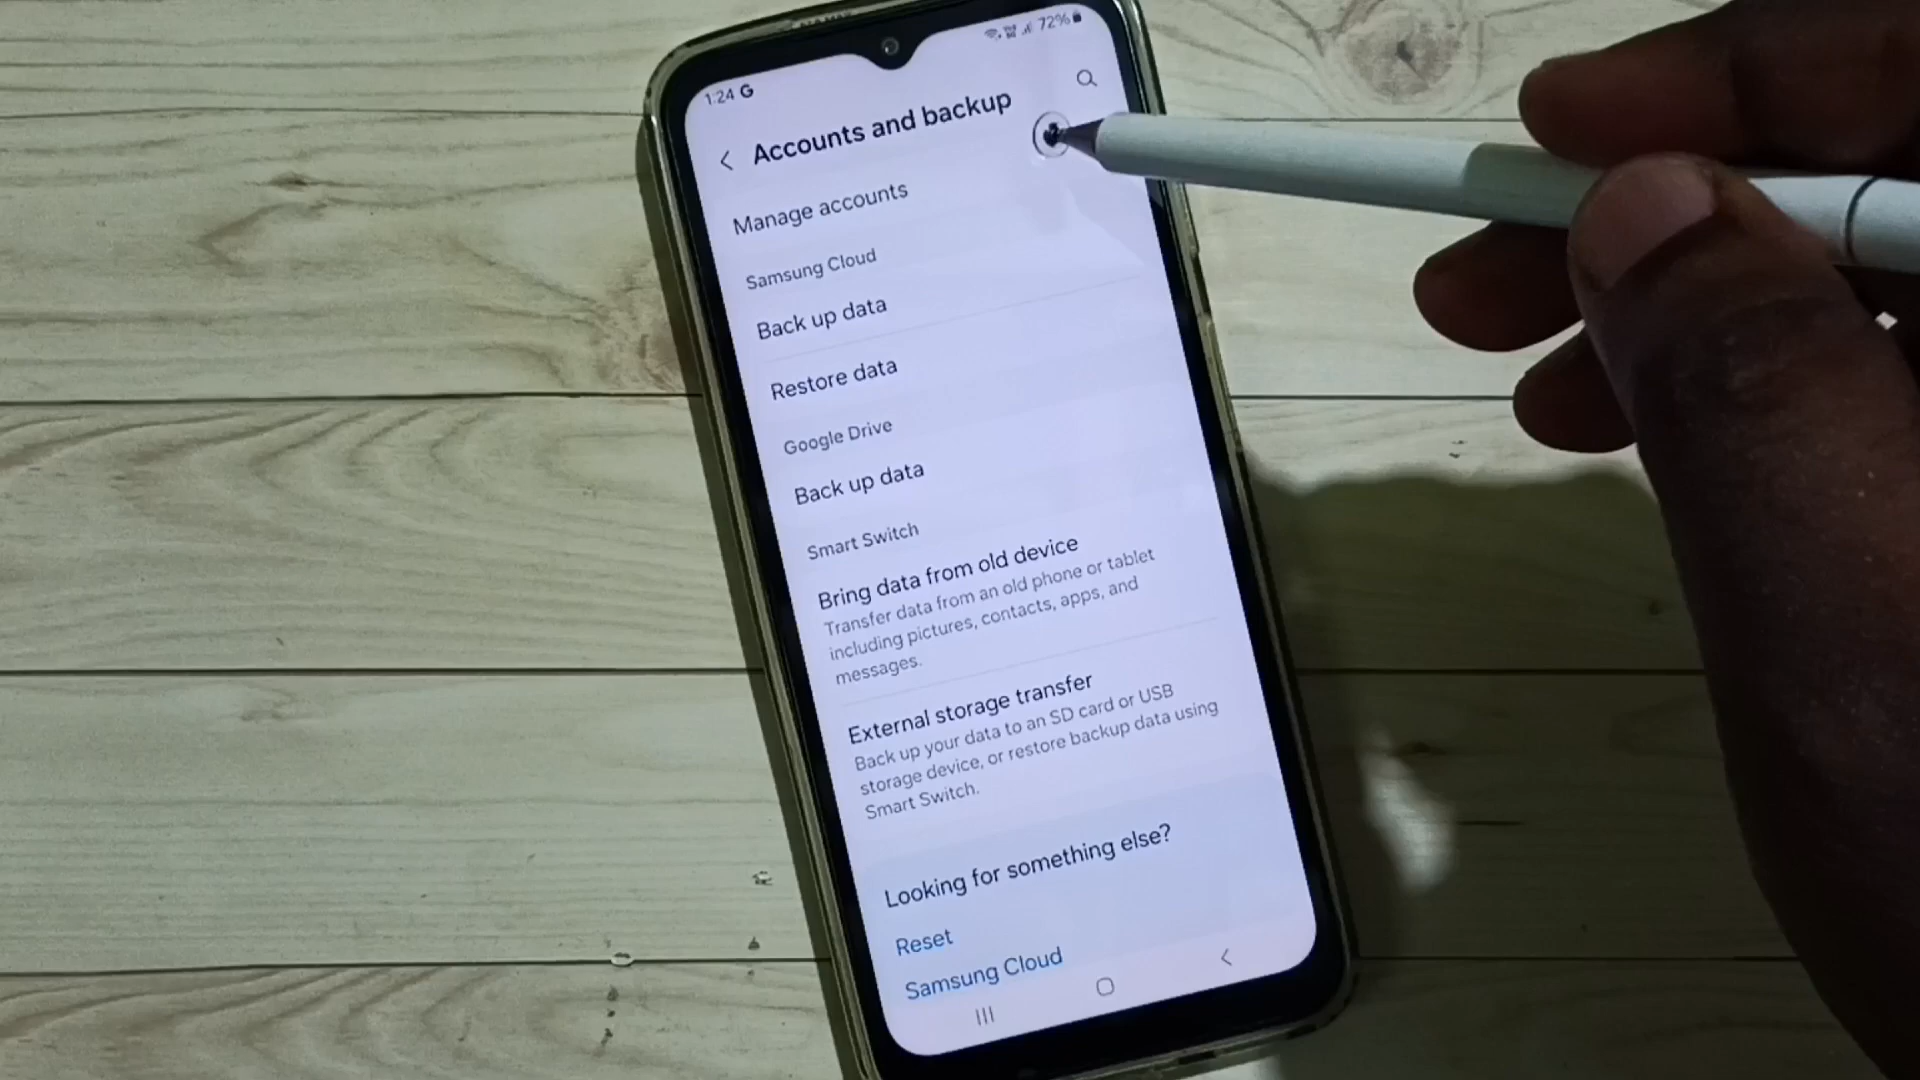 1:24 G
72%
Accounts and backup
Manage accounts
Samsung Cloud
Back up data
Restore data
Google Drive
Back up data
Smart Switch
Bring data from old device
Transfer data from an old phone or tablet
including pictures, contacts, apps, and
messages.
External storage transfer
Back up your data to an SD card or USB
storage device, or restore backup data using
Smart Switch.
Looking for something else?
Reset
Samsung Cloud